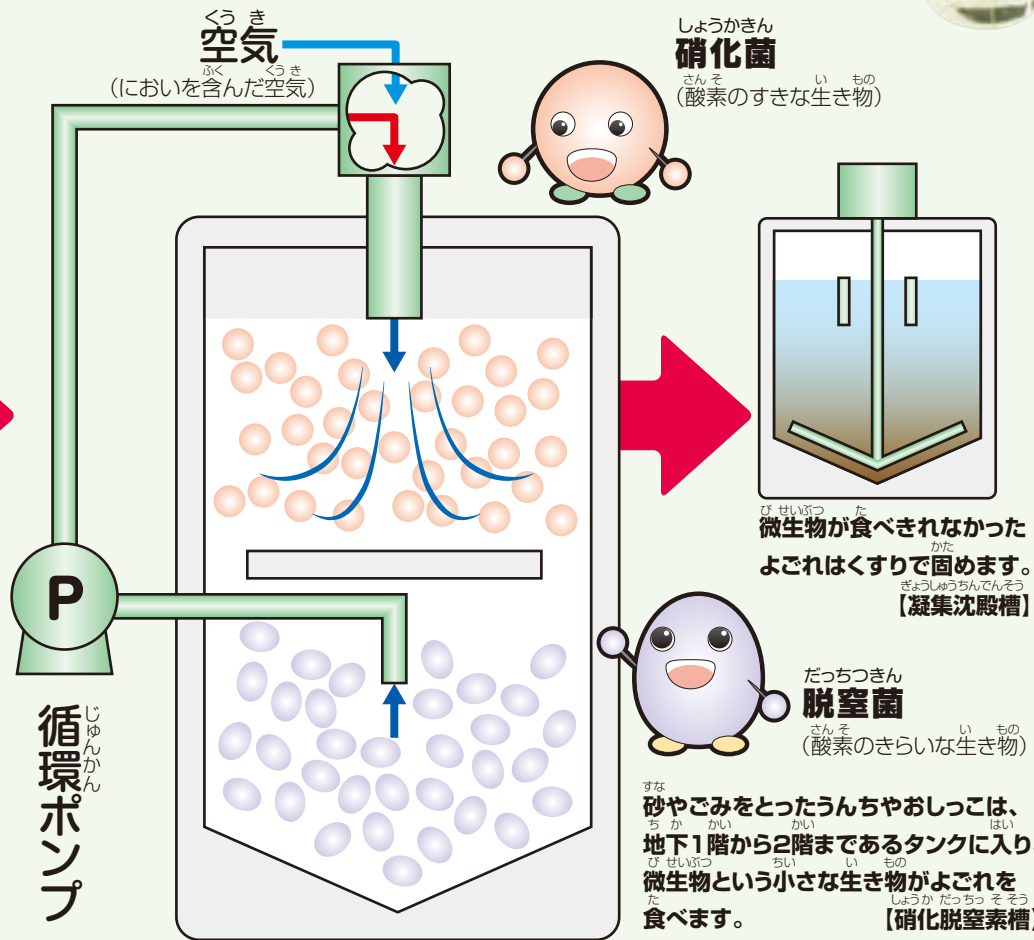 空気
(においを含んだ空気)
硝化菌
(酸素のすきな生き物)
微生物が食べきれなかった
よごれはくすりで固めます。
【凝集沈殿槽】
P
循環ポンプ
脱窒菌
(酸素のきらいな生き物)
砂やごみをとったうんちやおしっこは、
地下1階から2階まであるタンクに入り、
微生物という小さな生き物がよごれを
食べます。 【硝化脱窒素槽】